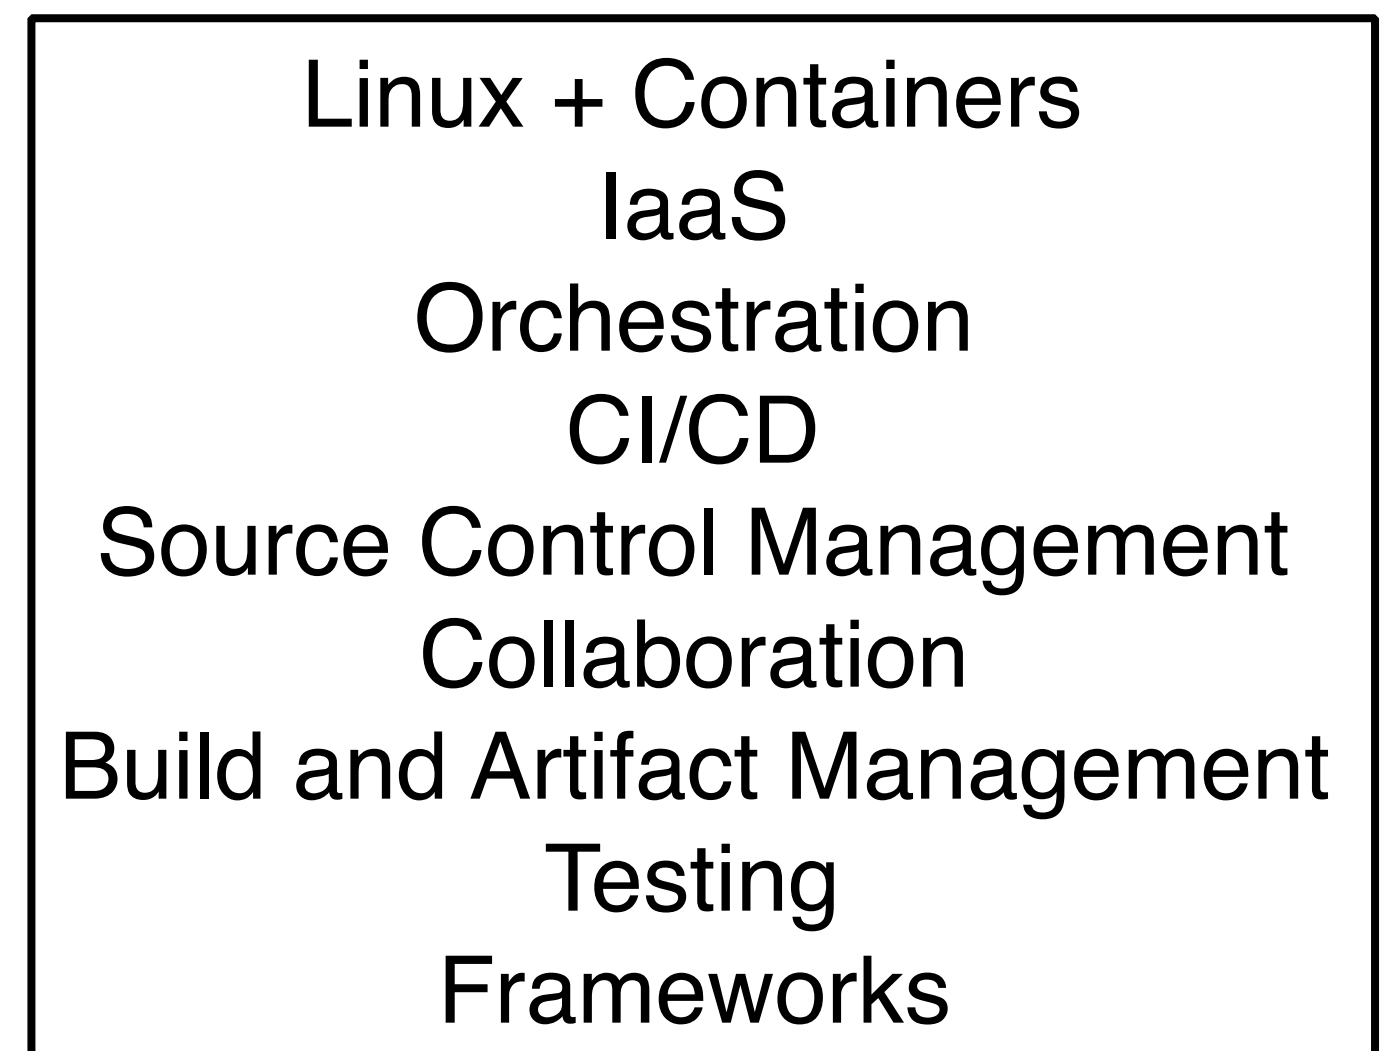 Linux + Containers
IaaS
Orchestration
CI/CD
Source Control Management
Collaboration
Build and Artifact Management
Testing
Frameworks